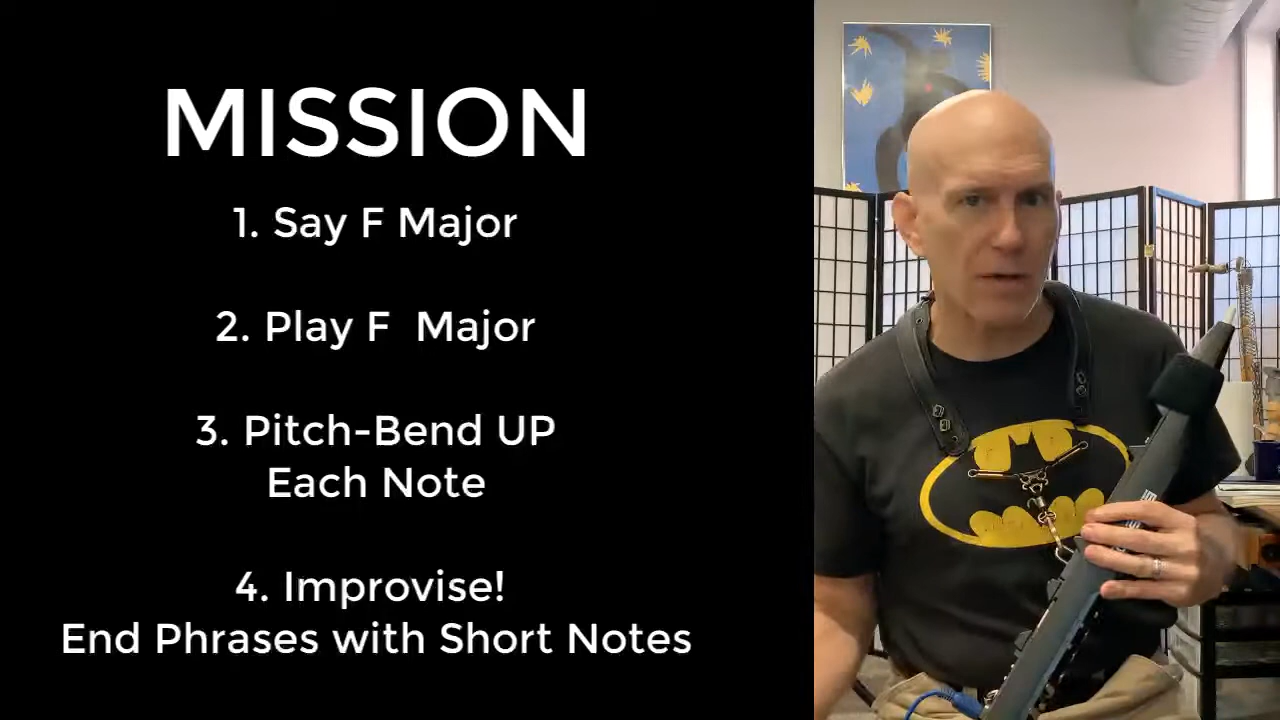 MISSION
1. Say F Major
2. Play F Major
3. Pitch-Bend UP
Each Note
4. Improvise!
End Phrases with Short Notes